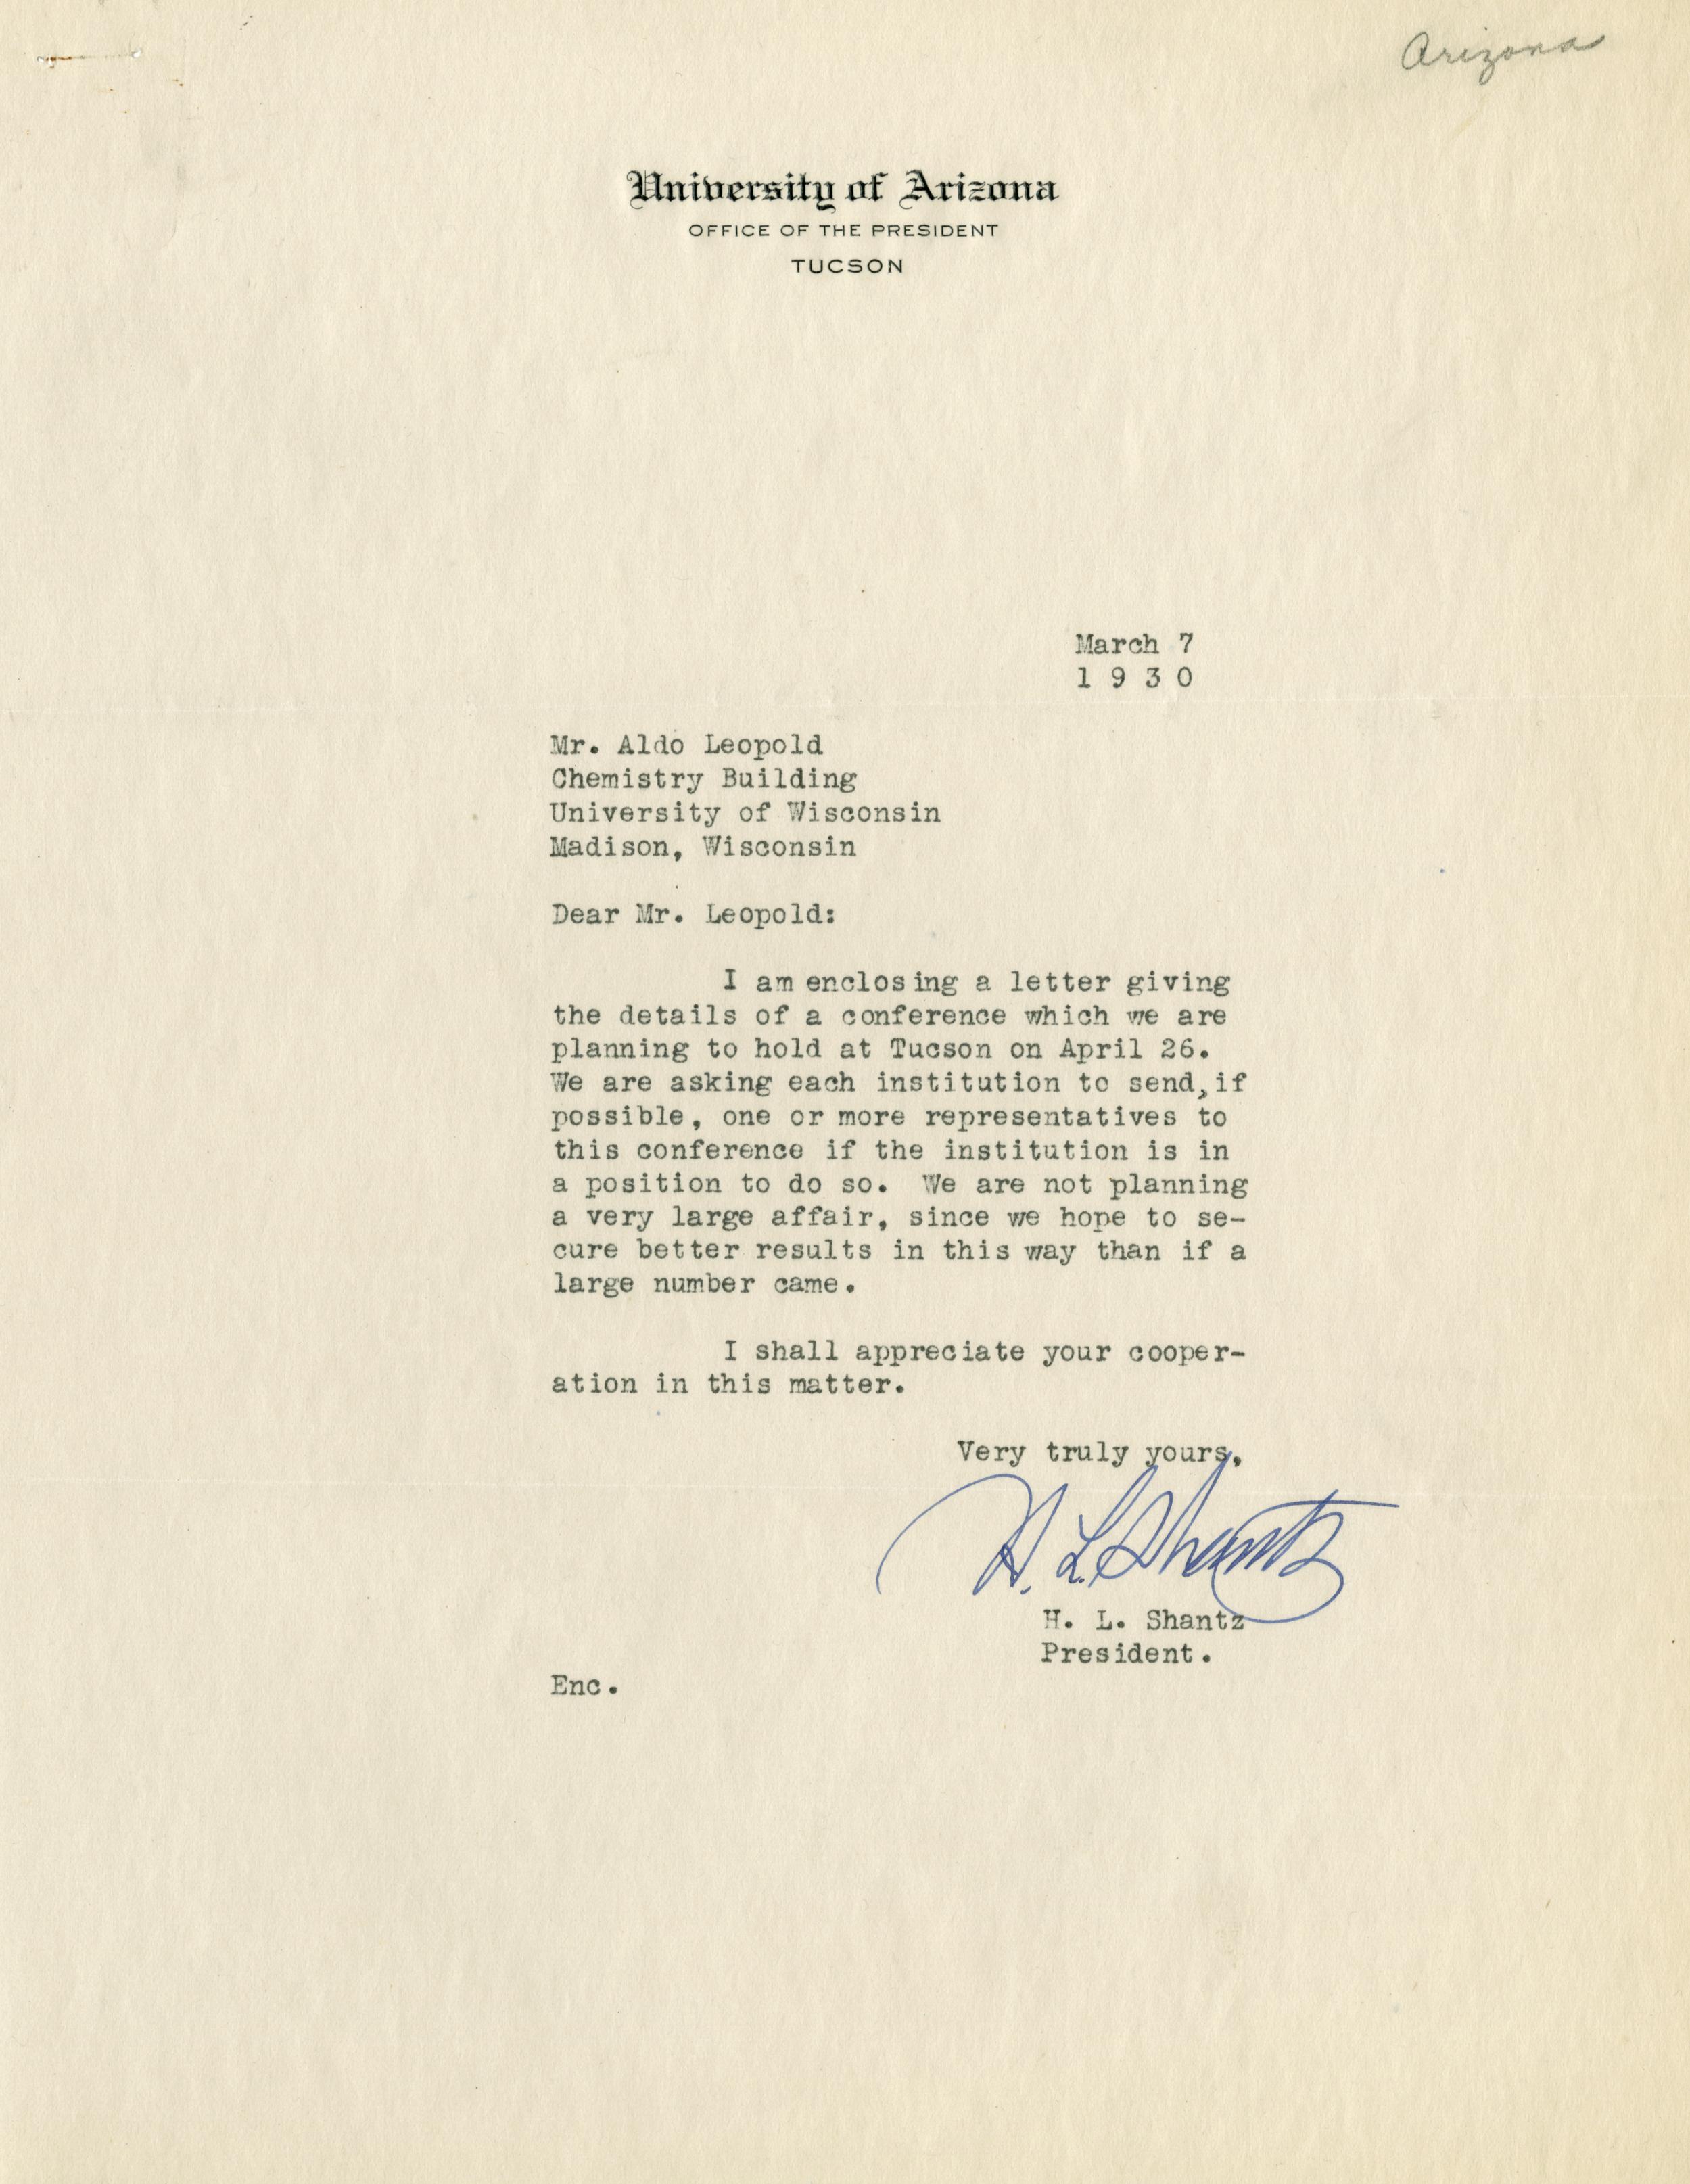 Arizona
University of Arizona
OFFICE OF THE PRESIDENT
TUCSON
March 7
1 9 3 0
Mr. Aldo Leopold
Chemistry Building
University of Wisconsin
Madison, Wisconsin
Dear Mr. Leopold:
I am enclosing a letter giving
the details of a conference which we are
planning to hold at Tucson on April 26.
We are asking each institution to send, if
possible, one or more representatives to
this conference if the institution is in
a position to do so. We are not planning
a very large affair, since we hope to se-
cure better results in this way than if a
large number came.
I shall appreciate your cooper-
ation in this matter.
Very truly yours,
H. L. Shantz
H. L. Shantz
President.
Enc.